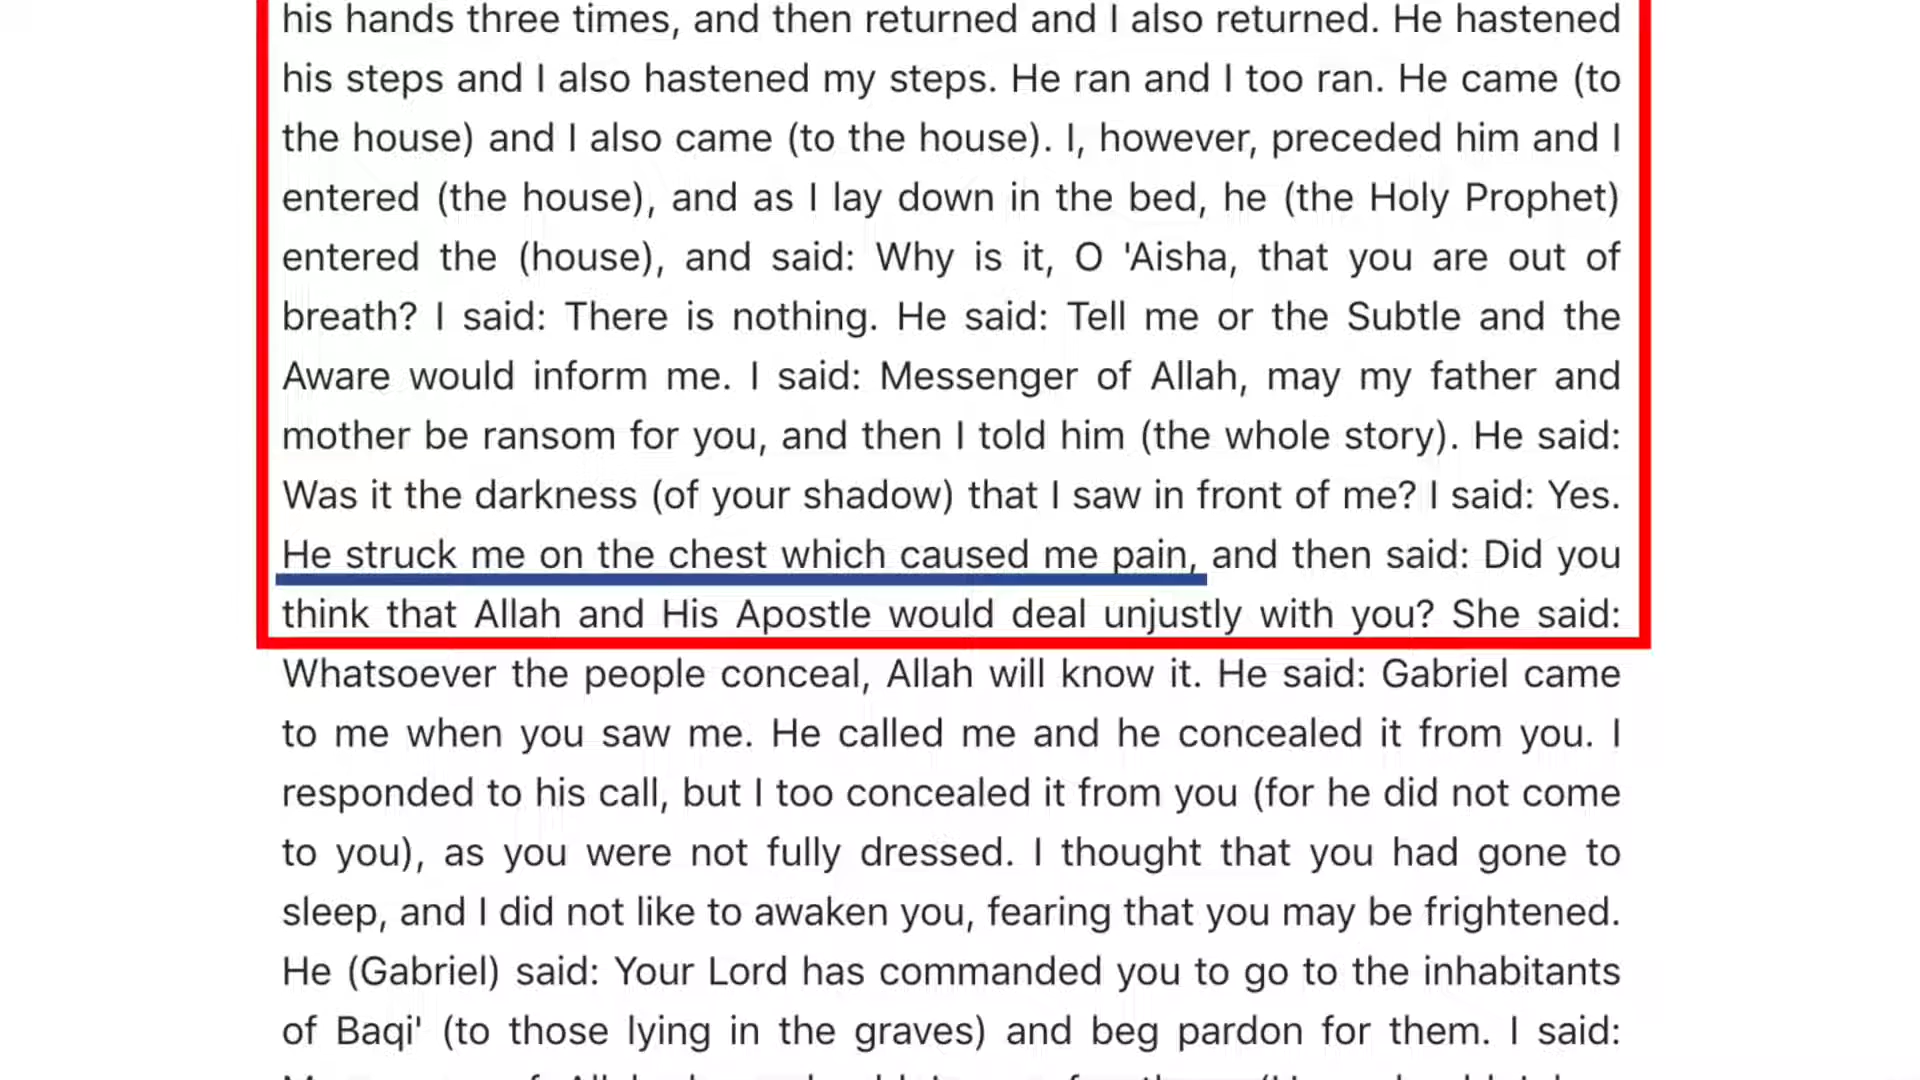 his hands three times, and then returned and I also returned. He hastened
his steps and I also hastened my steps. He ran and I too ran. He came (to
the house) and I also came (to the house). I, however, preceded him and I
entered (the house), and as I lay down in the bed, he (the Holy Prophet)
entered the (house), and said: Why is it, O 'Aisha, that you are out of
breath? I said: There is nothing. He said: Tell me or the Subtle and the
Aware would inform me. I said: Messenger of Allah, may my father and
mother be ransom for you, and then I told him (the whole story). He said:
Was it the darkness (of your shadow) that I saw in front of me? I said: Yes.
He struck me on the chest which caused me pain, and then said: Did you
think that Allah and His Apostle would deal unjustly with you? She said:
Whatsoever the people conceal, Allah will know it. He said: Gabriel came
to me when you saw me. He called me and he concealed it from you. I
responded to his call, but I too concealed it from you (for he did not come
to you), as you were not fully dressed. I thought that you had gone to
sleep, and I did not like to awaken you, fearing that you may be frightened.
He (Gabriel) said: Your Lord has commanded you to go to the inhabitants
of Baqi' (to those lying in the graves) and beg pardon for them. I said: